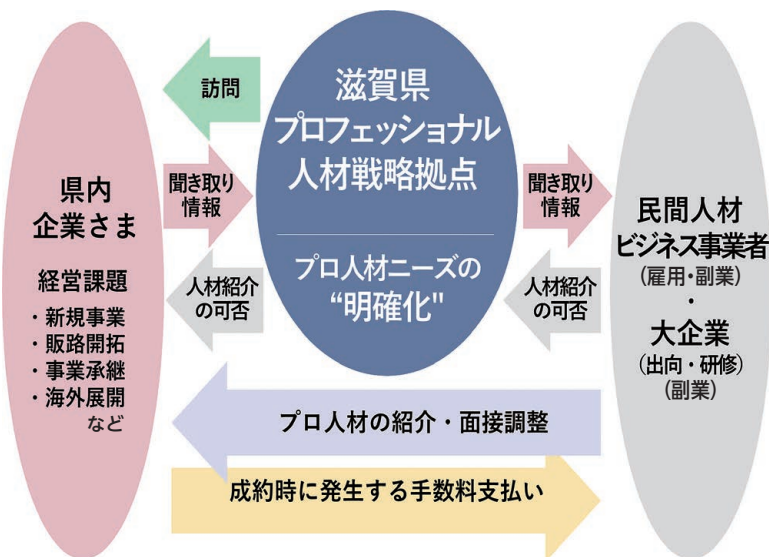 県内
企業さま
経営課題
・新規事業
・販路開拓
・事業承継
・海外展開
など
訪問
聞き取り
情報
人材紹介
の可否
滋賀県
プロフェッショナル
人材戦略拠点
プロ人材ニーズの
“明確化"
聞き取り
情報
人材紹介
の可否
民間人材
ビジネス事業者
(雇用・副業)
・
大企業
(出向・研修)
(副業)
プロ人材の紹介・面接調整
成約時に発生する手数料支払い